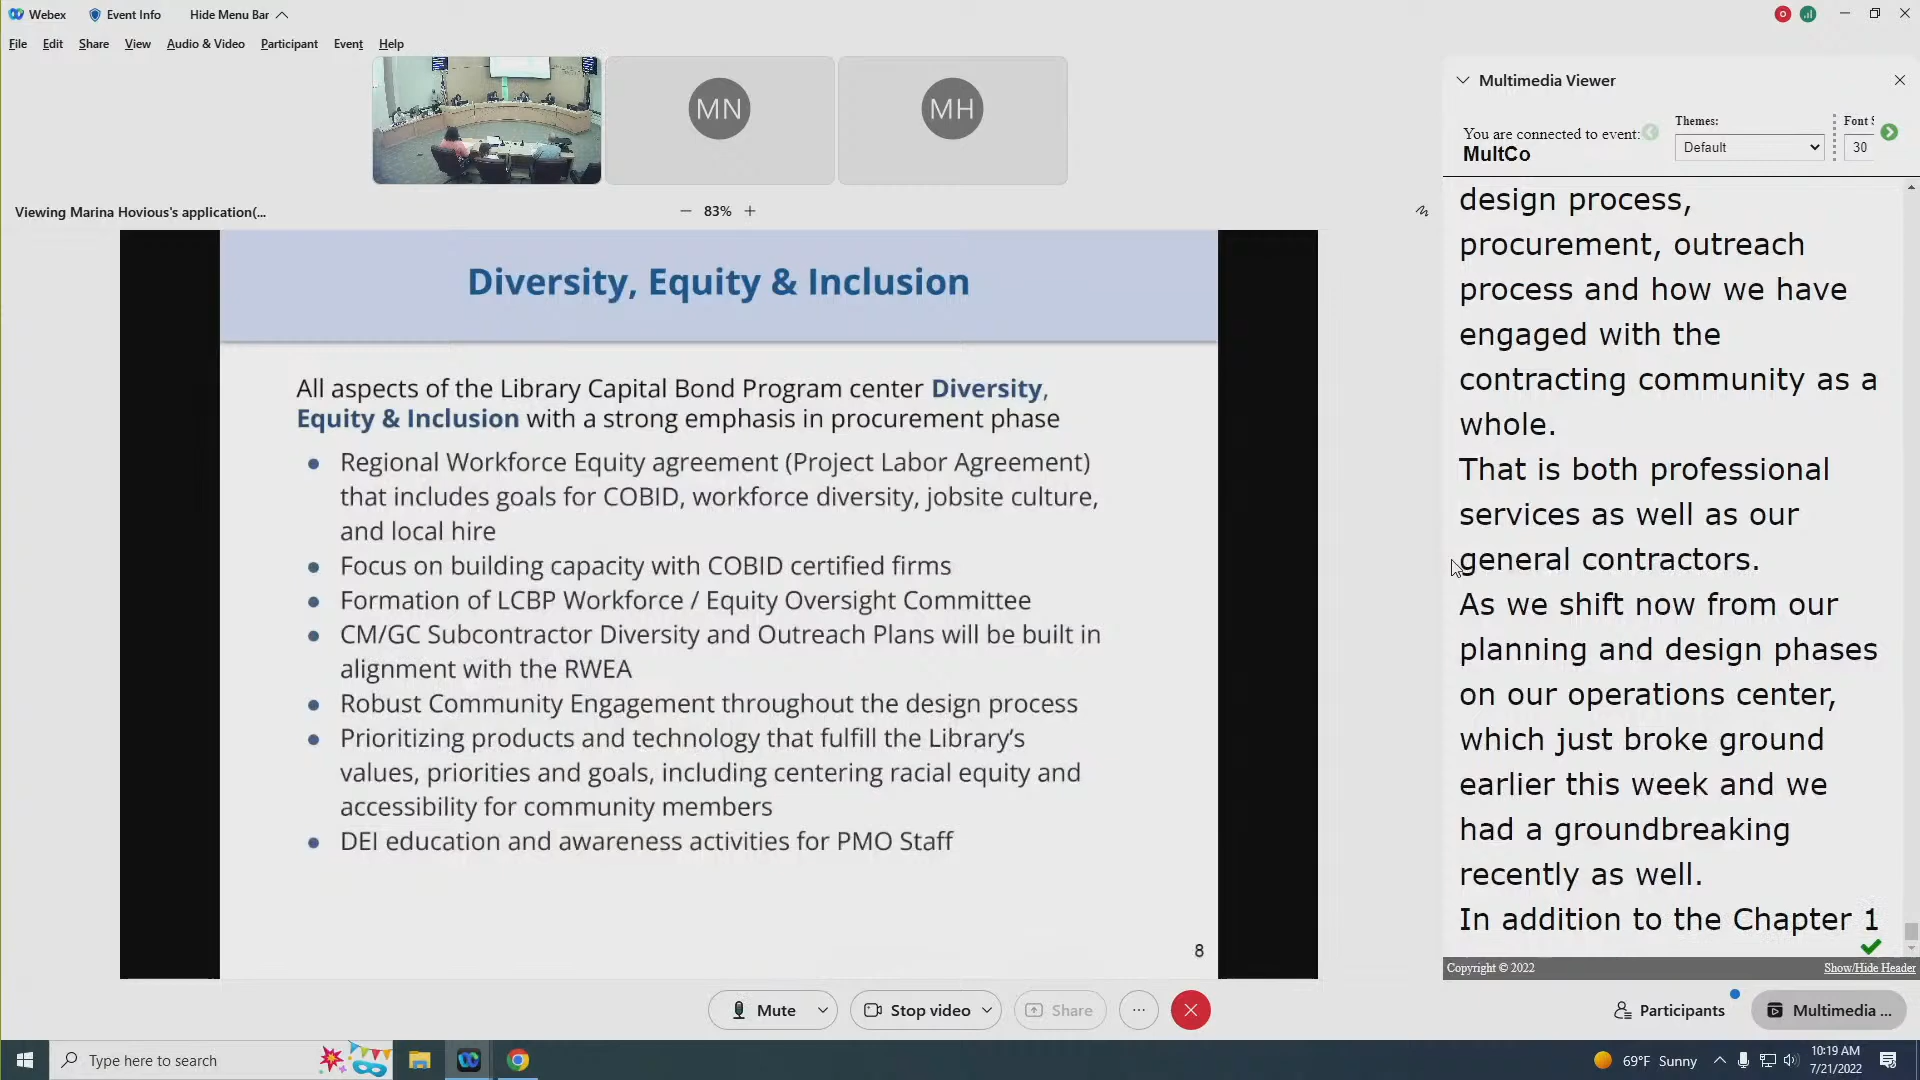 Webex
Event Info
Hide Menu Bar
File
Edit
Share
View
Audio & Video
Participant
Event
Help
MN
MH
Viewing Marina Hovious's application(...
83%
Diversity, Equity & Inclusion
All aspects of the Library Capital Bond Program center Diversity,
Equity & Inclusion with a strong emphasis in procurement phase
Regional Workforce Equity agreement (Project Labor Agreement)
that includes goals for COBID, workforce diversity, jobsite culture,
and local hire
Focus on building capacity with COBID certified firms
Formation of LCBP Workforce / Equity Oversight Committee
CM/GC Subcontractor Diversity and Outreach Plans will be built in
alignment with the RWEA
Robust Community Engagement throughout the design process
Prioritizing products and technology that fulfill the Library's
values, priorities and goals, including centering racial equity and
accessibility for community members
DEI education and awareness activities for PMO Staff
8
Multimedia Viewer
You are connected to event:
MultCo
Themes:
Default
Font S
30
design process,
procurement, outreach
process and how we have
engaged with the
contracting community as a
whole.
That is both professional
services as well as our
general contractors.
As we shift now from our
planning and design phases
on our operations center,
which just broke ground
earlier this week and we
had a groundbreaking
recently as well.
In addition to the Chapter 1
Copyright © 2022
Show/Hide Header
Mute
Stop video
Share
Participants
Multimedia ...
Type here to search
69°F Sunny
10:19 AM
7/21/2022